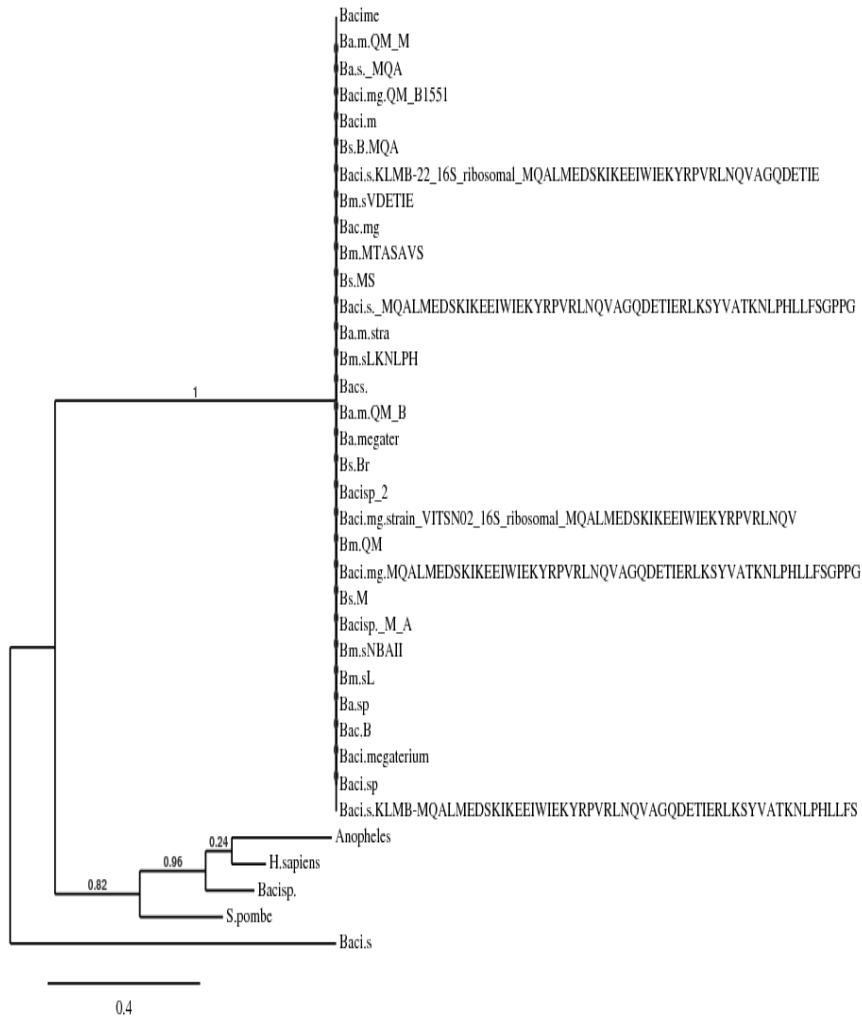 Bacime
Ba.m.QM_M
Ba.s._MQA
Baci.mg.QM_B1551
Baci.m
Bs.B.MQA
Baci.s.KLMB-22_16S_ribosomal_MQALMEDSKIKEEIWIEKYRPVRLNQVAGQDETIE
Bm.sVDETIE
Bac.mg
Bm.MTASAVS
Bs.MS
Baci.s._MQALMEDSKIKEEIWIEKYRPVRLNQVAGQDETIERLKSYVATKNLPHLLFSGPPG
Ba.m.stra
Bm.sLKNLPH
Bacs.
1
Ba.m.QM_B
Ba.megater
Bs.Br
Bacisp_2
Baci.mg.strain_VITSN02_16S_ribosomal_MQALMEDSKIKEEIWIEKYRPVRLNQV
Bm.QM
Baci.mg.MQALMEDSKIKEEIWIEKYRPVRLNQVAGQDETIERLKSYVATKNLPHLLFSGPPG
Bs.M
Bacisp._M_A
Bm.sNBAII
Bm.sL
Ba.sp
Bac.B
Baci.megaterium
Baci.sp
Baci.s.KLMB-MQALMEDSKIKEEIWIEKYRPVRLNQVAGQDETIERLKSYVATKNLPHLLFS
Anopheles
0.24
H.sapiens
0.96
Bacisp.
0.82
S.pombe
Baci.s
0.4